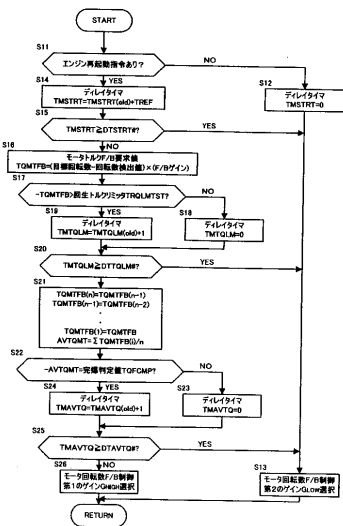 START
S11
エンジン再起動指令あり?
NO
YES
S14
ディレイタイマ
TMSTRT=TMSTRT(old)+TREF
S12
ディレイタイマ
TMSTRT=0
S15
TMSTRT≧DTSTRT#?
YES
NO
S16
モータトルクF/B要求値
TQMTFB=(目標回転数-回転数検出値)×(F/Bゲイン)
S17
-TQMTFB>回生トルクリミッタTRQLMTST?
NO
YES
S19
ディレイタイマ
TMTQLM=TMTQLM(old)+1
S18
ディレイタイマ
TMTQLM=0
S20
TMTQLM≧DTTQLM#?
YES
S21
NO
TQMTFB(n)=TQMTFB(n-1)
TQMTFB(n-1)=TQMTFB(n-2)
・
・
TQMTFB(1)=TQMTFB
AVTQMT=ΣTQMTFB(i)/n
S22
-AVTQMT=完爆判定値TQFCMP?
NO
YES
S24
ディレイタイマ
TMAVTQ=TMAVTQ(old)+1
S23
ディレイタイマ
TMAVTQ=0
S25
TMAVTQ≧DTAVTQ#?
YES
NO
S26
モータ回転数F/B制御
第1のゲインGHIGH選択
S13
モータ回転数F/B制御
第2のゲインGLOW選択
RETURN